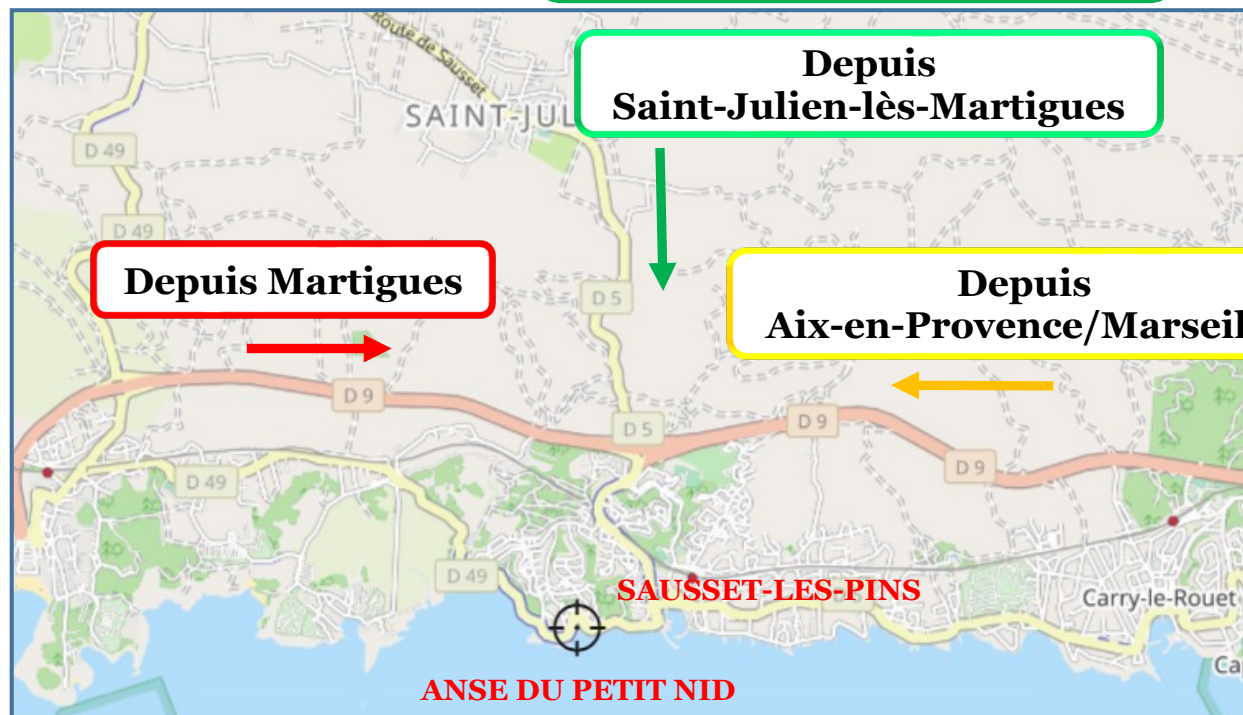 Route de Sausset
Depuis
Saint-Julien-lès-Martigues
SAINT-JUL
D 49
D 49
Depuis Martigues
D 5
Depuis
Aix-en-Provence/Marseil
D 9
D 5
D 9
D 9
D 49
D 49
SAUSSET-LES-PINS
Carry-le-Rouet
Ca
ANSE DU PETIT NID